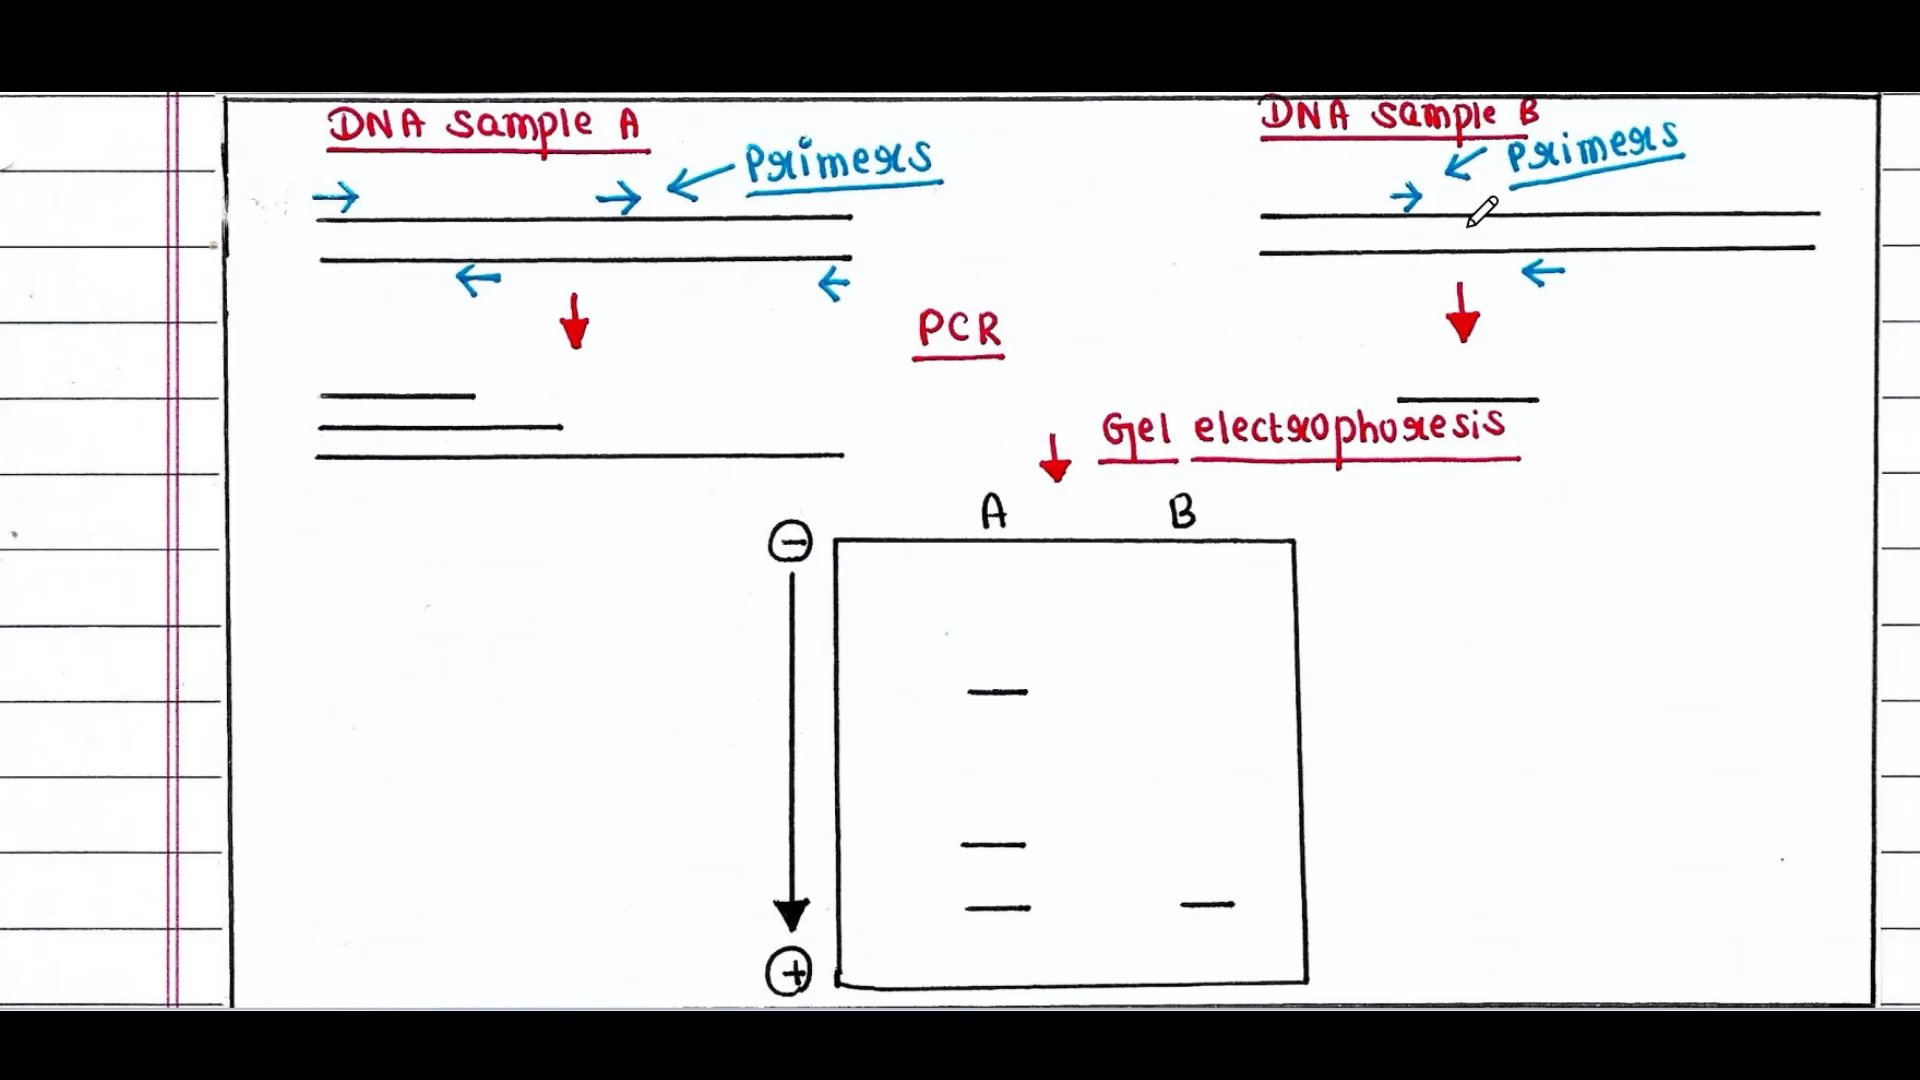 DNA sample A
Primers
DNA sample B
Primers
PCR
Gel electrophoresis
A B
−
+